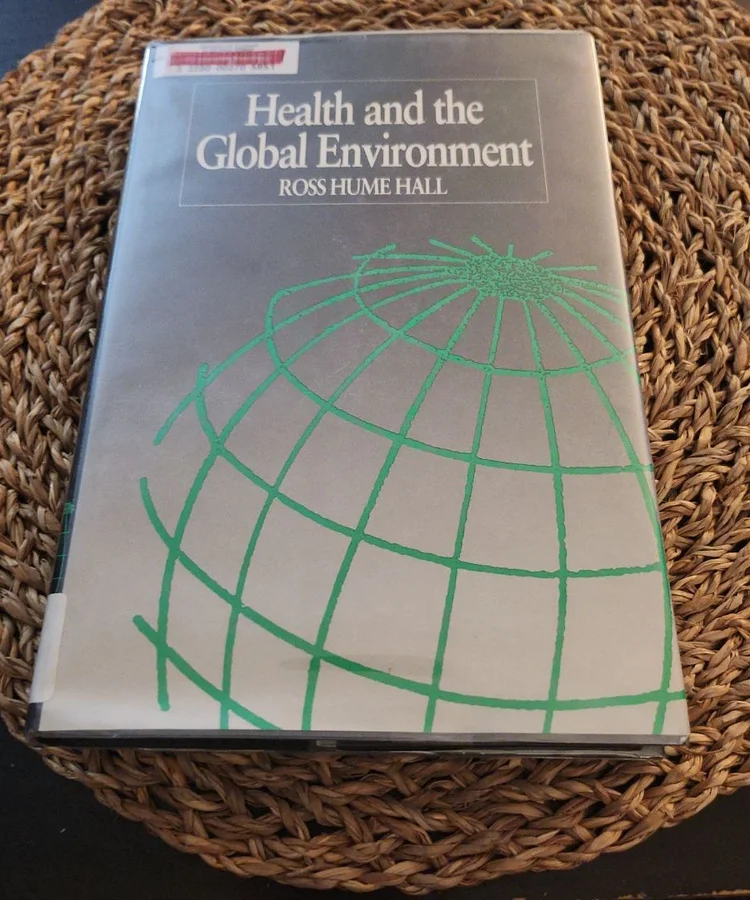 Health and the
Global Environment
ROSS HUME HALL